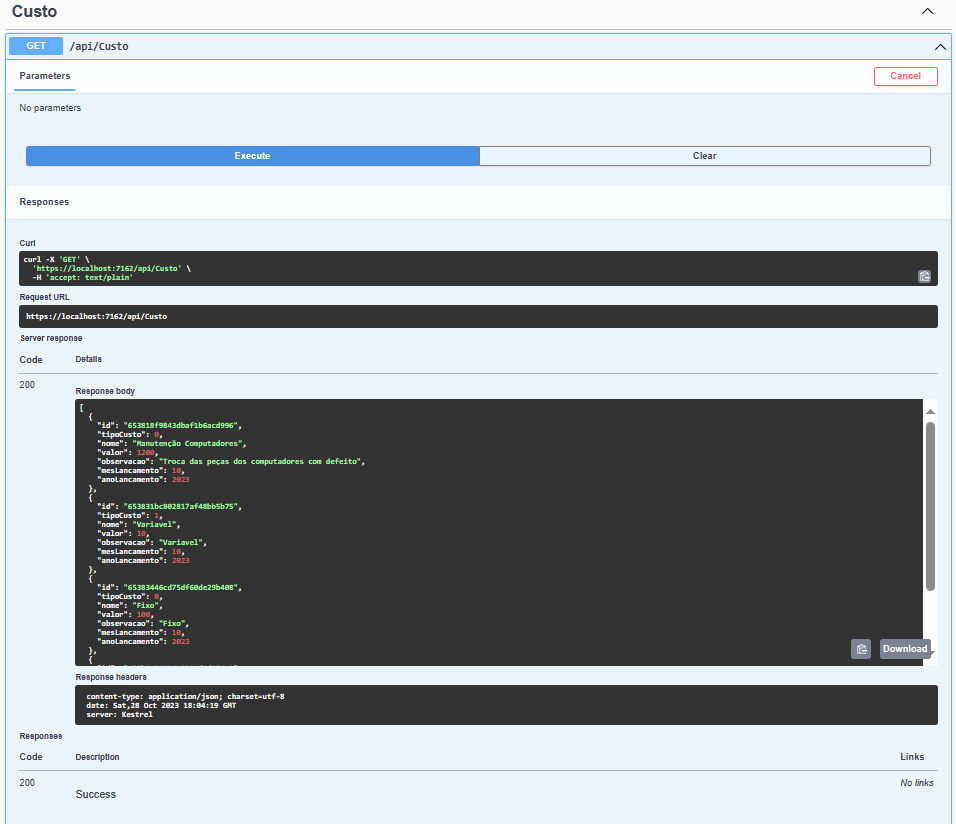 Custo
GET /api/Custo
Parameters
Cancel
No parameters
Execute
Clear
Responses
Curl
curl -X 'GET' \
'https://localhost:7162/api/Custo' \
-H 'accept: text/plain'
Request URL
https://localhost:7162/api/Custo
Server response
Code Details
200
Response body
[
{
"id": "653818f9843dbaf1b6acd996",
"tipoCusto": 0,
"nome": "Manutenção Computadores",
"valor": 1200,
"observacao": "Troca das peças dos computadores com defeito",
"mesLancamento": 10,
"anoLancamento": 2023
},
{
"id": "653831bc802817af48bb5b75",
"tipoCusto": 1,
"nome": "Variavel",
"valor": 10,
"observacao": "Variavel",
"mesLancamento": 10,
"anoLancamento": 2023
},
{
"id": "65383446cd75df60de29b408",
"tipoCusto": 0,
"nome": "Fixo",
"valor": 100,
"observacao": "Fixo",
"mesLancamento": 10,
"anoLancamento": 2023
},
{
Download
Response headers
content-type: application/json; charset=utf-8
date: Sat,28 Oct 2023 18:04:19 GMT
server: Kestrel
Responses
Code Description Links
200 No links
Success